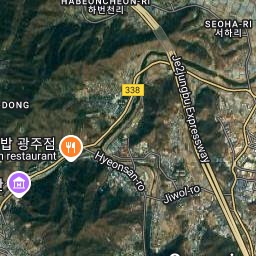 HABEONCHEON-RI
하번천리
SEOHA-RI
서하리
Je2Jungbu Expressway
338
DONG
밥 광주점
restaurant
Hyeonsan-ro
Jiwol-ro